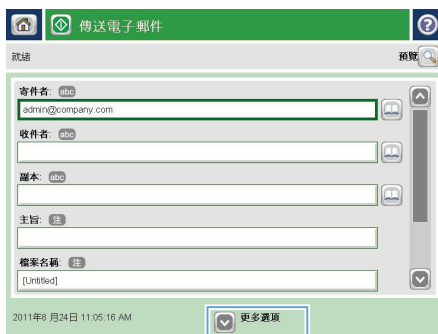 傳送電子郵件
就緒
預覽
寄件者: abc
admin@company.com
收件者: abc
副本: abc
主旨: 注
檔案名稱: 注
[Untitled]
2011年8 月24日 11:05:16 AM
更多選項